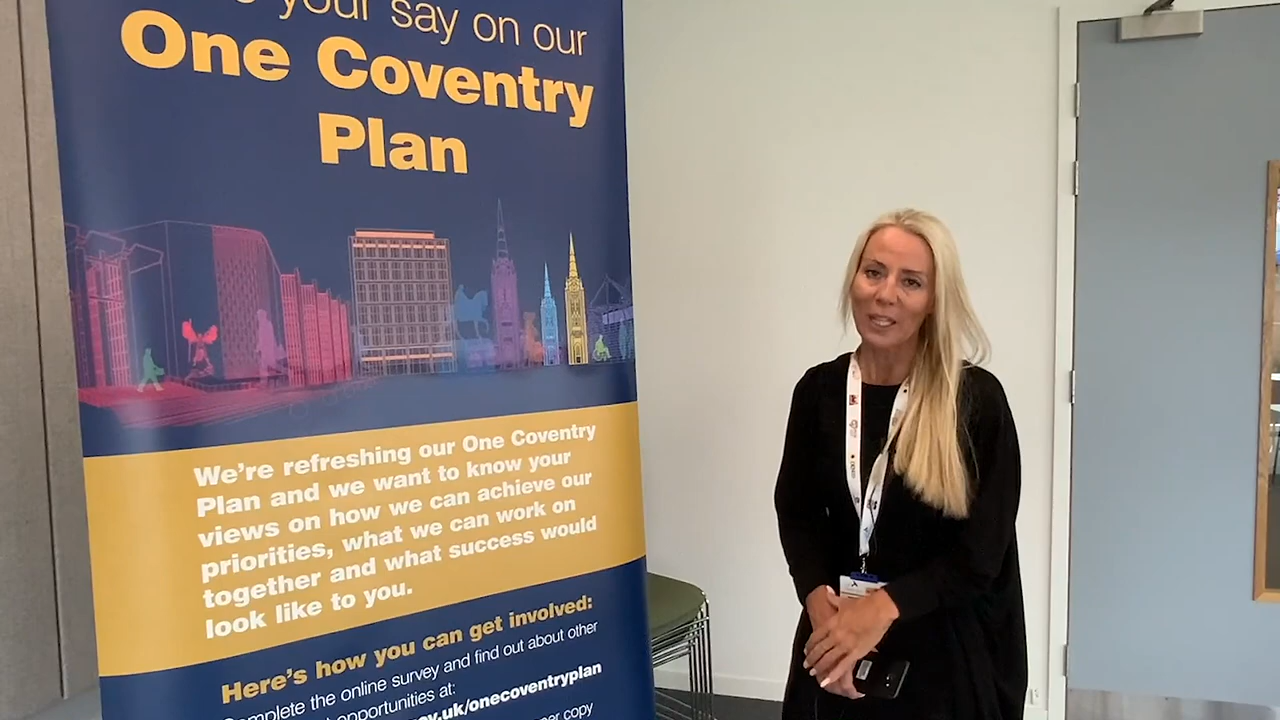 your say on our
One Coventry
Plan
We're refreshing our One Coventry
Plan and we want to know your
views on how we can achieve our
priorities, what we can work on
together and what success would
look like to you.
Here's how you can get involved:
Complete the online survey and find out about other
opportunities at:
.uk/onecoventryplan
copy